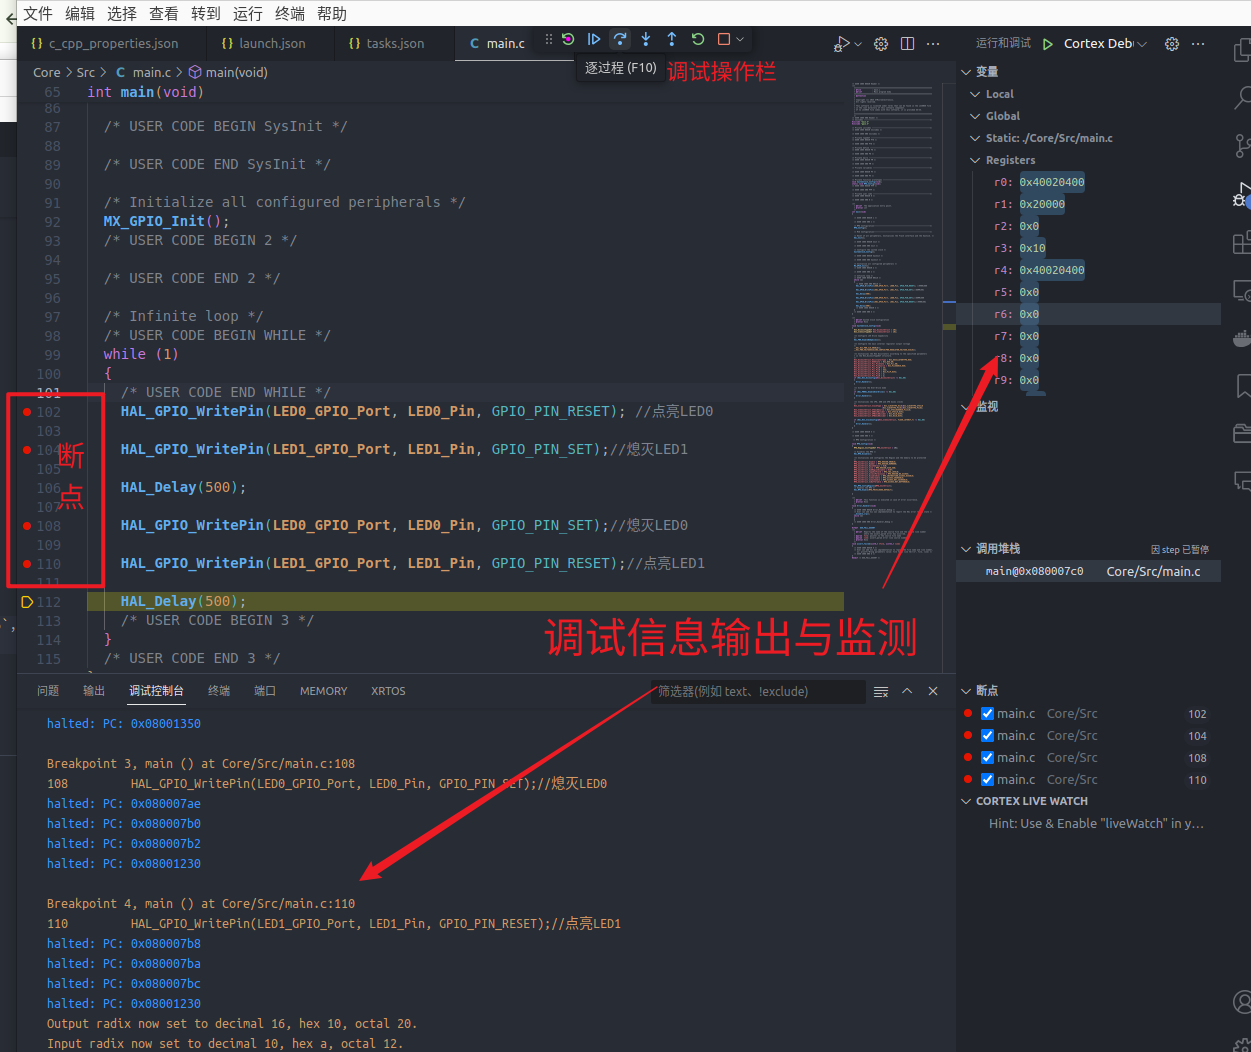 文件 编辑 选择 查看 转到 运行 终端 帮助
c_cpp_properties.json launch.json tasks.json main.c
逐过程 (F10)
调试操作栏
运行和调试 Cortex Deb
Core > Src > C main.c > main(void)
65 int main(void)
86
87 /* USER CODE BEGIN SysInit */
88
89 /* USER CODE END SysInit */
90
91 /* Initialize all configured peripherals */
92 MX_GPIO_Init();
93 /* USER CODE BEGIN 2 */
94
95 /* USER CODE END 2 */
96
97 /* Infinite loop */
98 /* USER CODE BEGIN WHILE */
99 while (1)
100 {
101 /* USER CODE END WHILE */
102 HAL_GPIO_WritePin(LED0_GPIO_Port, LED0_Pin, GPIO_PIN_RESET); //点亮LED0
103
104 HAL_GPIO_WritePin(LED1_GPIO_Port, LED1_Pin, GPIO_PIN_SET);//熄灭LED1
105
106 HAL_Delay(500);
107
108 HAL_GPIO_WritePin(LED0_GPIO_Port, LED0_Pin, GPIO_PIN_SET);//熄灭LED0
109
110 HAL_GPIO_WritePin(LED1_GPIO_Port, LED1_Pin, GPIO_PIN_RESET);//点亮LED1
111
112 HAL_Delay(500);
113 /* USER CODE BEGIN 3 */
114 }
115 /* USER CODE END 3 */
断
点
调试信息输出与监测
变量
Local
Global
Static: ./Core/Src/main.c
Registers
r0: 0x40020400
r1: 0x20000
r2: 0x0
r3: 0x10
r4: 0x40020400
r5: 0x0
r6: 0x0
r7: 0x0
r8: 0x0
r9: 0x0
监视
调用堆栈 因 step 已暂停
main@0x080007c0 Core/Src/main.c
断点
main.c Core/Src 102
main.c Core/Src 104
main.c Core/Src 108
main.c Core/Src 110
CORTEX LIVE WATCH
Hint: Use & Enable "liveWatch" in y…
问题 输出 调试控制台 终端 端口 MEMORY XRTOS
筛选器(例如 text、!exclude)
halted: PC: 0x08001350
Breakpoint 3, main () at Core/Src/main.c:108
108 HAL_GPIO_WritePin(LED0_GPIO_Port, LED0_Pin, GPIO_PIN_SET);//熄灭LED0
halted: PC: 0x080007ae
halted: PC: 0x080007b0
halted: PC: 0x080007b2
halted: PC: 0x08001230
Breakpoint 4, main () at Core/Src/main.c:110
110 HAL_GPIO_WritePin(LED1_GPIO_Port, LED1_Pin, GPIO_PIN_RESET);//点亮LED1
halted: PC: 0x080007b8
halted: PC: 0x080007ba
halted: PC: 0x080007bc
halted: PC: 0x08001230
Output radix now set to decimal 16, hex 10, octal 20.
Input radix now set to decimal 10, hex a, octal 12.